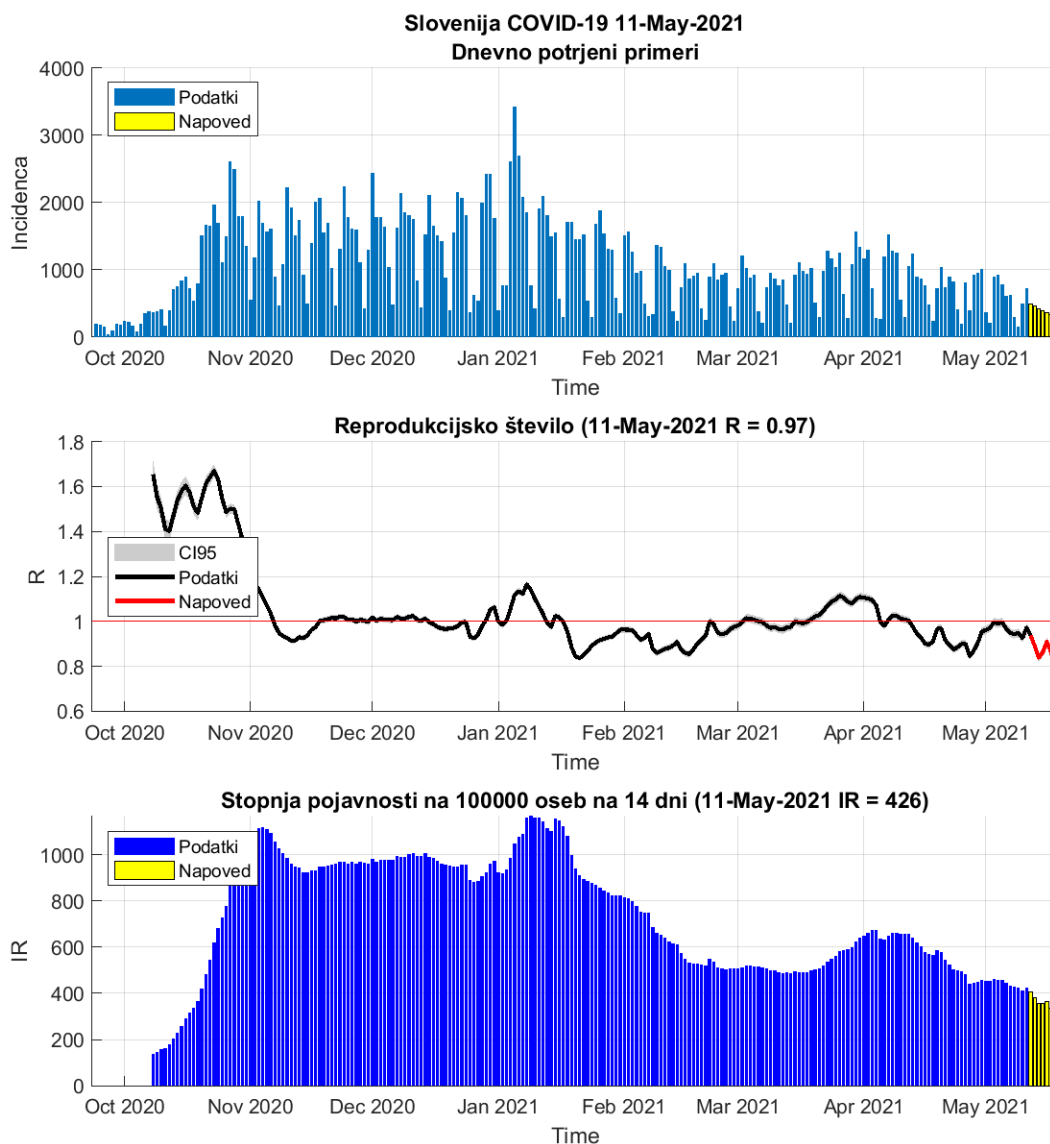 Slovenija COVID-19 11-May-2021
Dnevno potrjeni primeri
4000
3000
2000
1000
0
Incidenca
Podatki
Napoved
Oct 2020 Nov 2020 Dec 2020 Jan 2021 Feb 2021 Mar 2021 Apr 2021 May 2021
Time
Reprodukcijsko število (11-May-2021 R = 0.97)
1.8
1.6
1.4
1.2
1
0.8
0.6
R
CI95
Podatki
Napoved
Oct 2020 Nov 2020 Dec 2020 Jan 2021 Feb 2021 Mar 2021 Apr 2021 May 2021
Time
Stopnja pojavnosti na 100000 oseb na 14 dni (11-May-2021 IR = 426)
1000
800
600
400
200
0
IR
Podatki
Napoved
Oct 2020 Nov 2020 Dec 2020 Jan 2021 Feb 2021 Mar 2021 Apr 2021 May 2021
Time